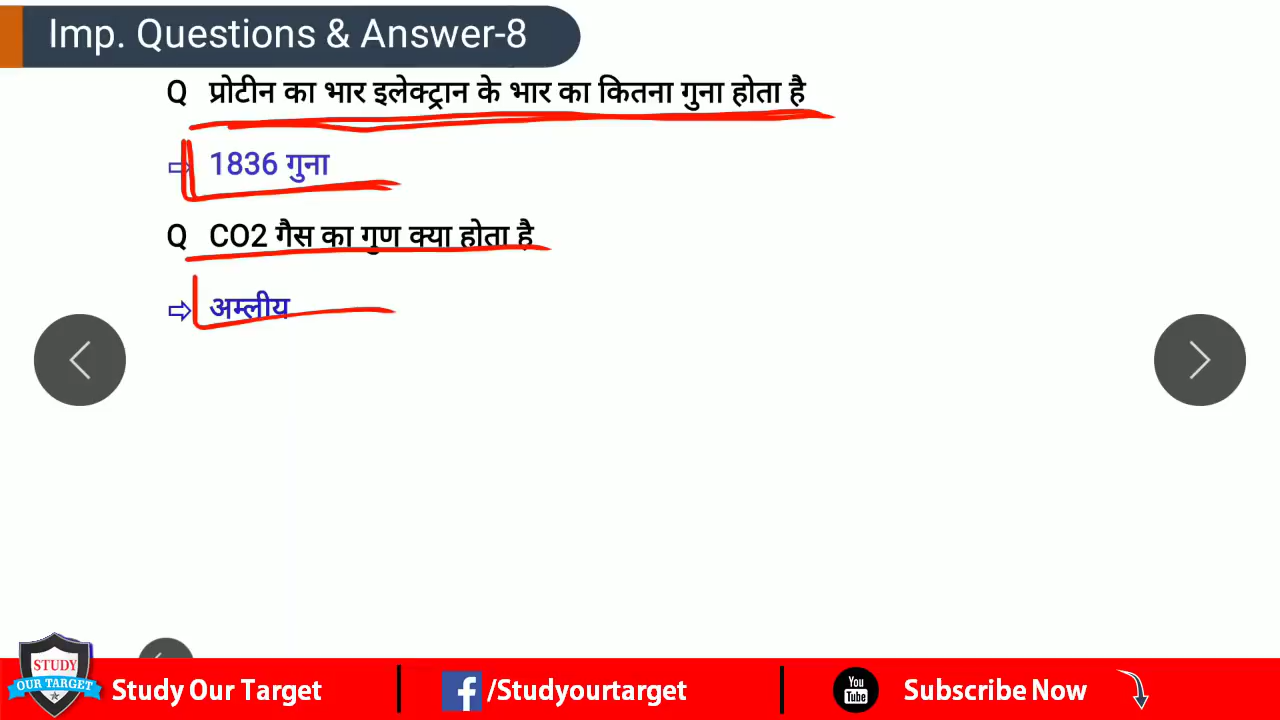 Imp. Questions & Answer-8
Q प्रोटीन का भार इलेक्ट्रान के भार का कितना गुना होता है
⇨ 1836 गुना
Q CO2 गैस का गुण क्या होता है
⇨ अम्लीय
STUDY
OUR TARGET
Study Our Target
f /Studyourtarget
You
Tube
Subscribe Now